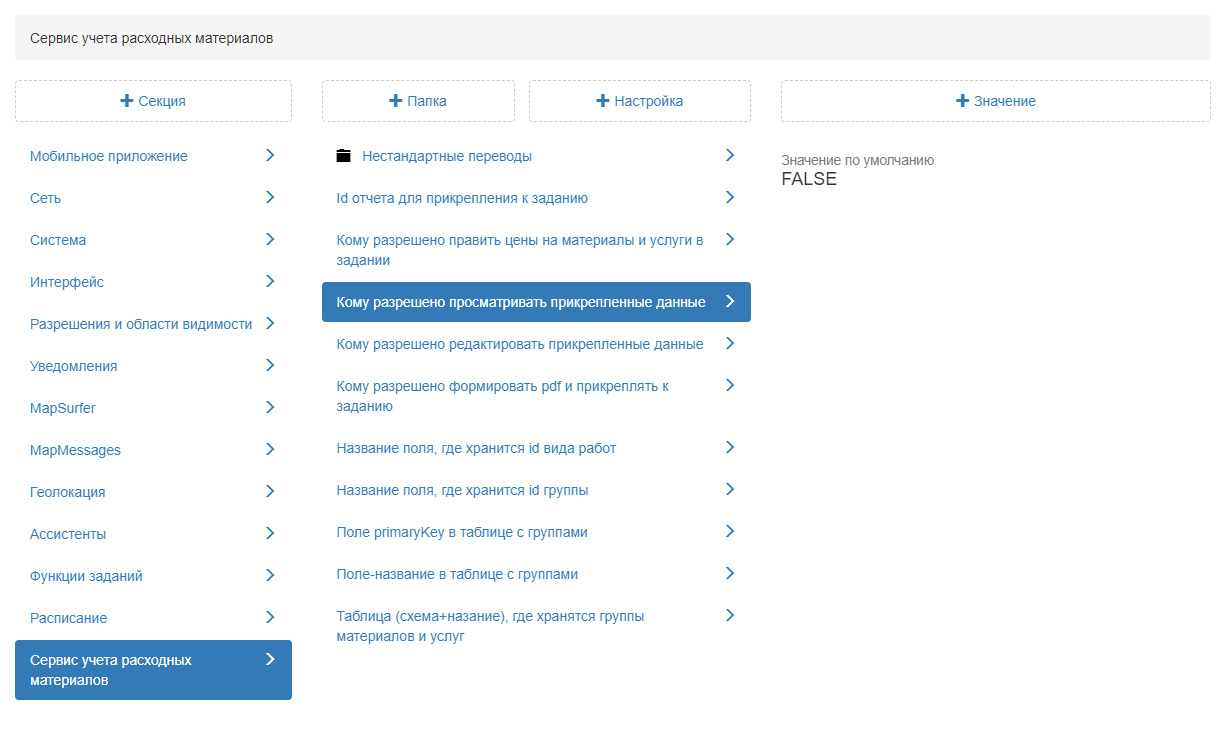 Сервис учета расходных материалов
Секция
Папка
Настройка
Значение
Мобильное приложение
Сеть
Система
Интерфейс
Разрешения и области видимости
Уведомления
MapSurfer
MapMessages
Геолокация
Ассистенты
Функции заданий
Расписание
Сервис учета расходных
материалов
Нестандартные переводы
Id отчета для прикрепления к заданию
Кому разрешено править цены на материалы и услуги в
задании
Кому разрешено просматривать прикрепленные данные
Кому разрешено редактировать прикрепленные данные
Кому разрешено формировать pdf и прикреплять к
заданию
Название поля, где хранится id вида работ
Название поля, где хранится id группы
Поле primaryKey в таблице с группами
Поле-название в таблице с группами
Таблица (схема+назание), где хранятся группы
материалов и услуг
Значение по умолчанию
FALSE